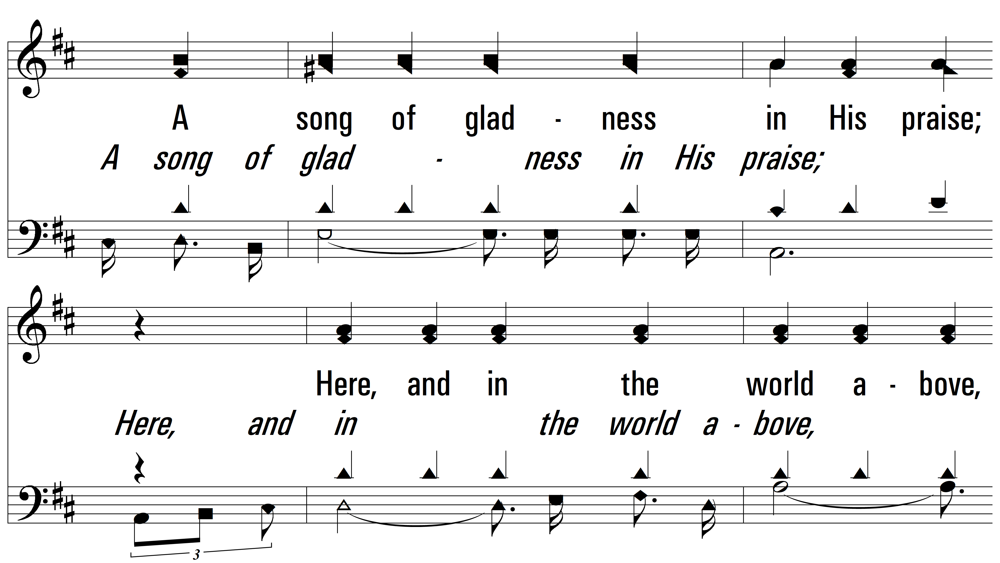 A song of glad - ness in His praise;
A song of glad - ness in His praise;
Here, and in the world a - bove,
Here, and in the world a - bove,
3